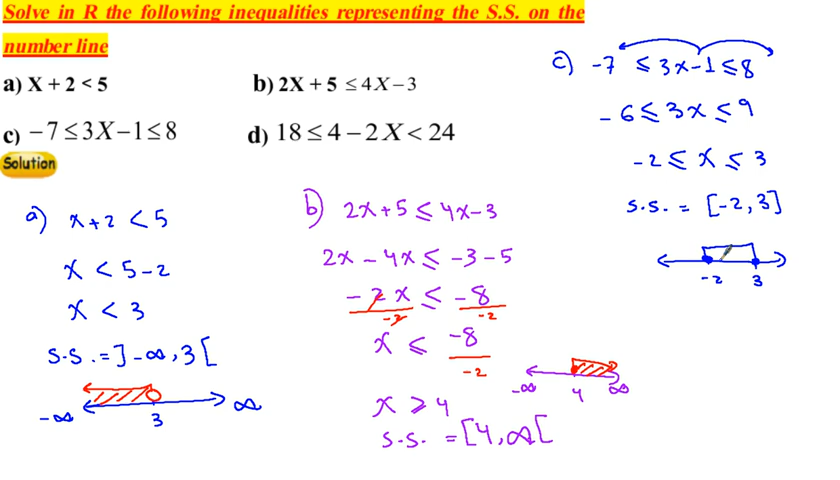 Solve in R the following inequalities representing the S.S. on the
number line
a) X + 2 < 5
b) 2X + 5 ≤ 4X − 3
c) −7 ≤ 3X − 1 ≤ 8
d) 18 ≤ 4 − 2X < 24
Solution
a) x + 2 < 5
x < 5 - 2
x < 3
S.S. = ]-∞, 3[
-∞ 3 ∞
b) 2x + 5 ≤ 4x - 3
2x - 4x ≤ -3 - 5
-2x ≤ -8
-2 -2
x ≤ -8
-2
x ≥ 4
S.S. = [4, ∞[
-∞ 4 ∞
c) -7 ≤ 3x - 1 ≤ 8
-6 ≤ 3x ≤ 9
-2 ≤ x ≤ 3
S.S. = [-2, 3]
-2 3